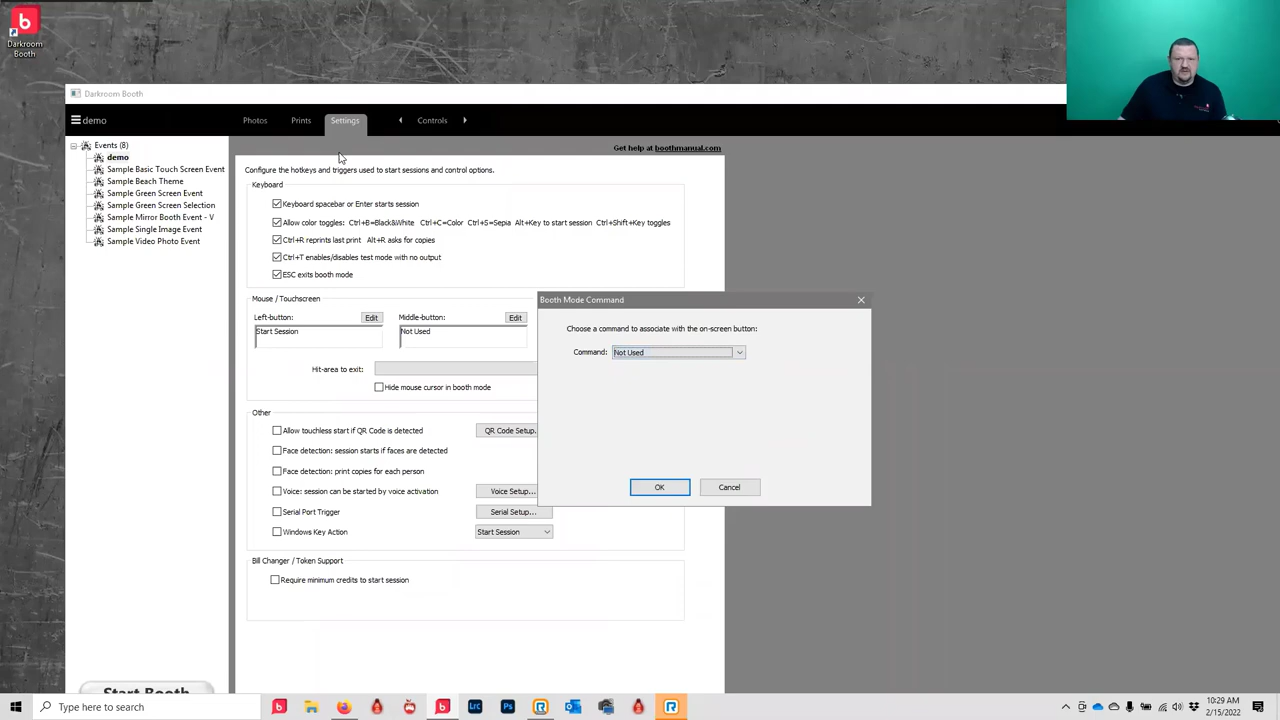 Darkroom
Booth
Darkroom Booth
demo
Photos
Prints
Settings
Controls
Events (8)
demo
Sample Basic Touch Screen Event
Sample Beach Theme
Sample Green Screen Event
Sample Green Screen Selection
Sample Mirror Booth Event - V
Sample Single Image Event
Sample Video Photo Event
Get help at boothmanual.com
Configure the hotkeys and triggers used to start sessions and control options.
Keyboard
Keyboard spacebar or Enter starts session
Allow color toggles: Ctrl+B=Black&White Ctrl+C=Color Ctrl+S=Sepia Alt+Key to start session Ctrl+Shift+Key toggles
Ctrl+R reprints last print Alt+R asks for copies
Ctrl+T enables/disables test mode with no output
ESC exits booth mode
Mouse / Touchscreen
Left-button:
Edit
Middle-button:
Edit
Start Session
Not Used
Hit-area to exit:
Hide mouse cursor in booth mode
Other
Allow touchless start if QR Code is detected
QR Code Setup.
Face detection: session starts if faces are detected
Face detection: print copies for each person
Voice: session can be started by voice activation
Voice Setup...
Serial Port Trigger
Serial Setup...
Windows Key Action
Start Session
Bill Changer / Token Support
Require minimum credits to start session
Booth Mode Command
Choose a command to associate with the on-screen button:
Command:
Not Used
OK
Cancel
Start Booth
Type here to search
Lrc
Ps
10:29 AM
2/15/2022